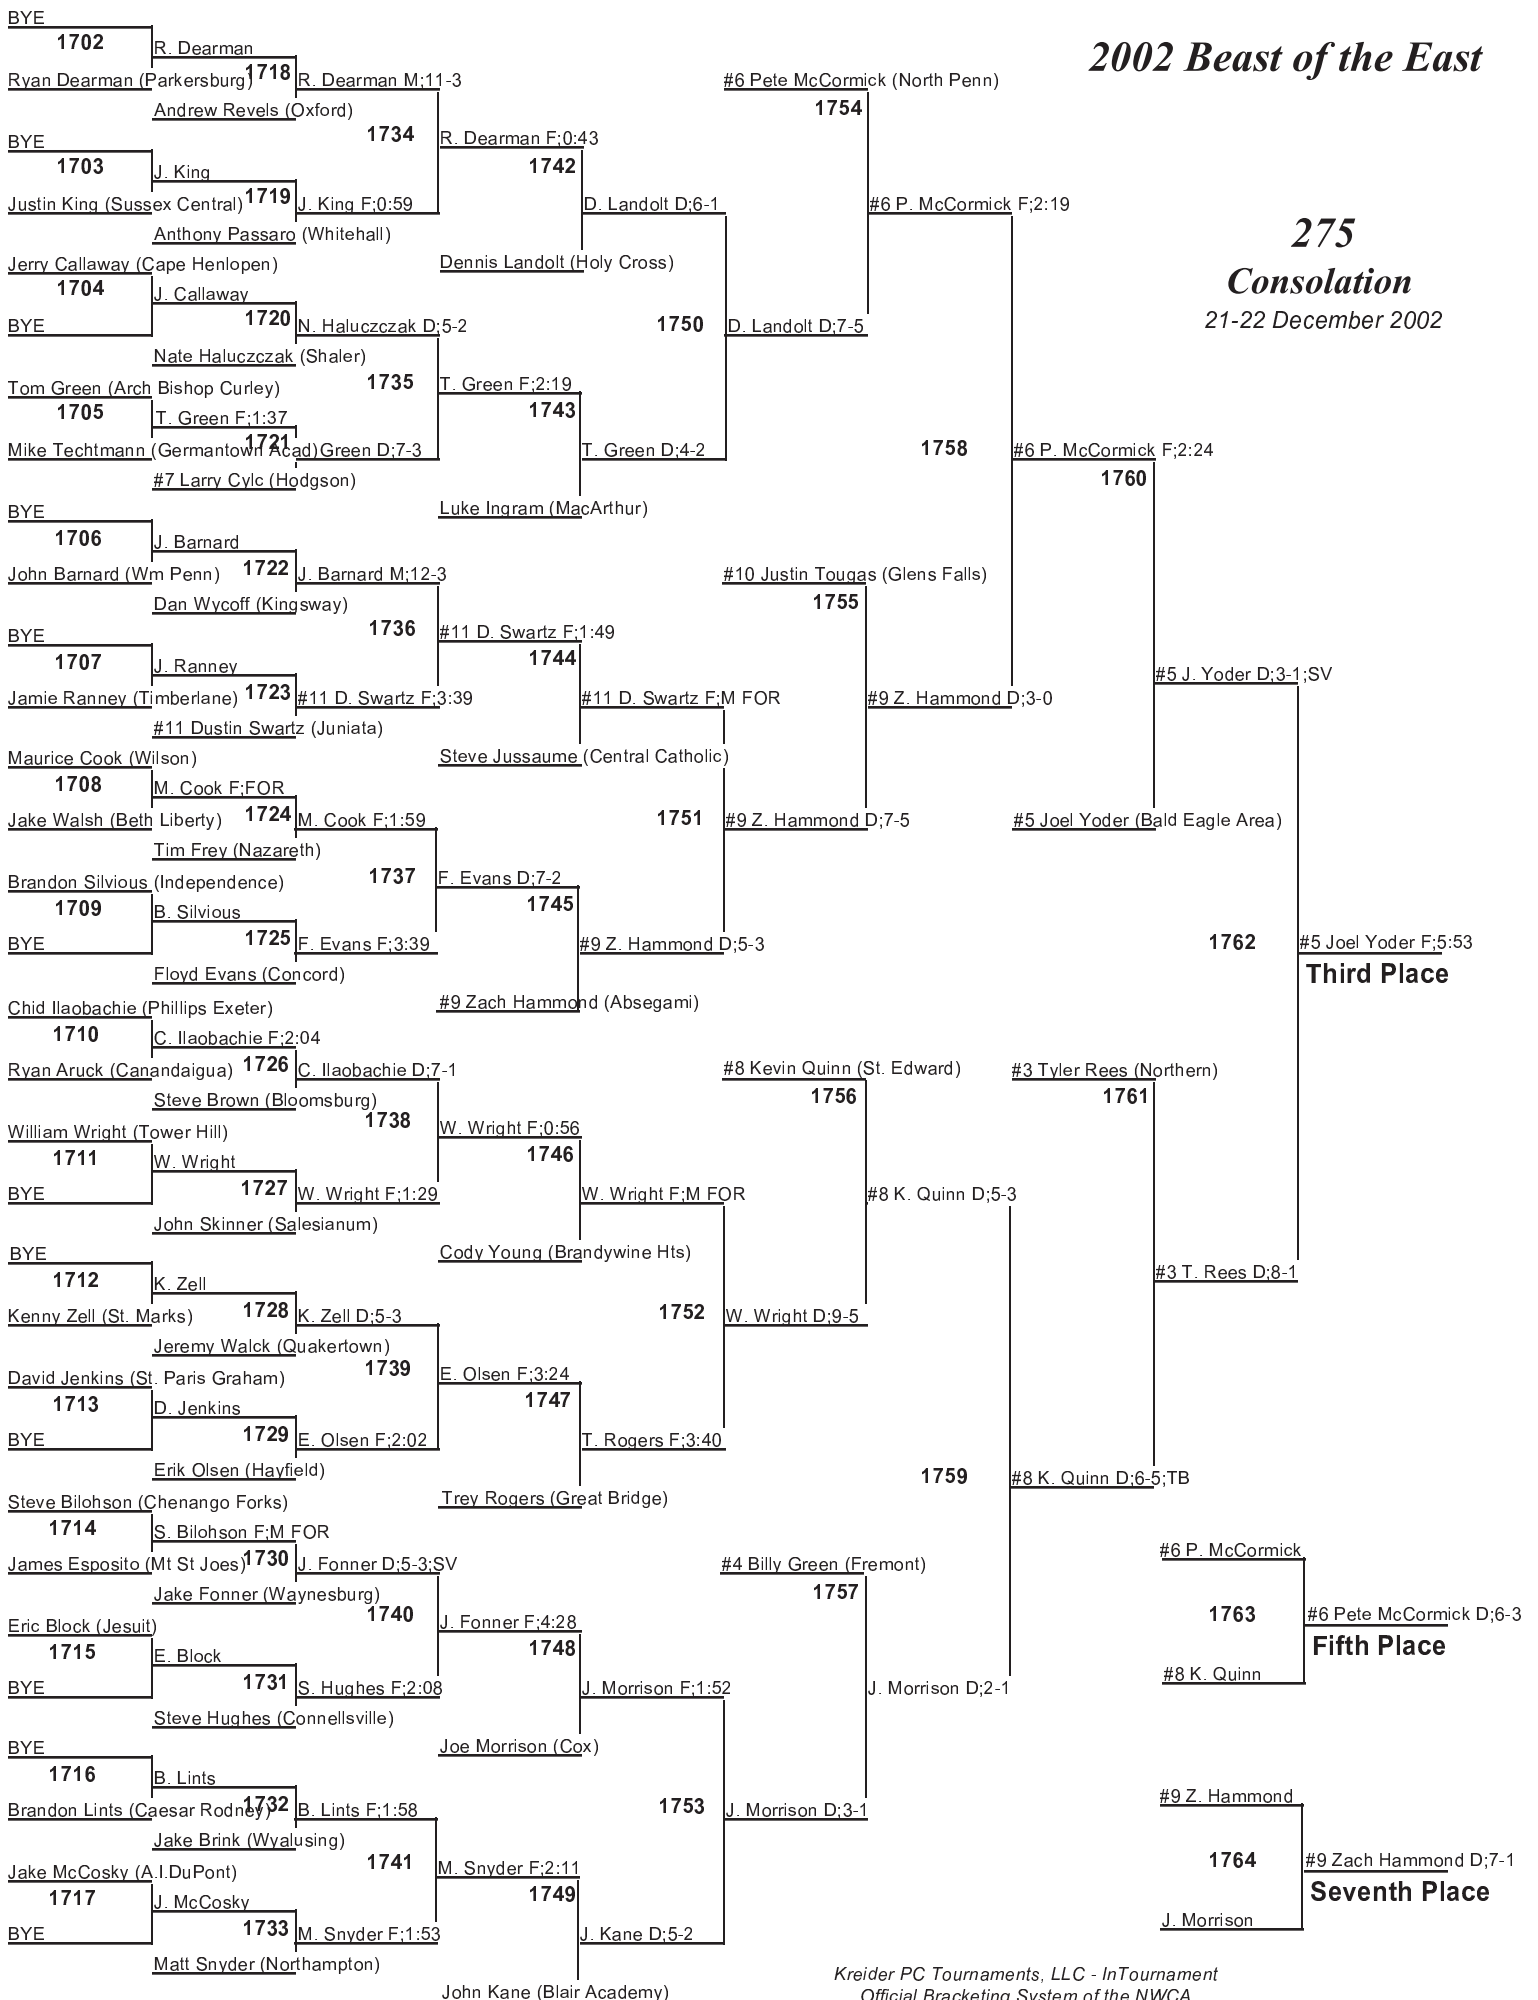 2002 Beast of the East
275
Consolation
21-22 December 2002
BYE
1702
R. Dearman
Ryan Dearman (Parkersburg)
1718
R. Dearman M;11-3
Andrew Revels (Oxford)
1734
R. Dearman F;0:43
BYE
1703
J. King
Justin King (Sussex Central)
1719
J. King F;0:59
Anthony Passaro (Whitehall)
1742
D. Landolt D;6-1
Dennis Landolt (Holy Cross)
Jerry Callaway (Cape Henlopen)
1704
J. Callaway
BYE
1720
N. Haluczczak D;5-2
Nate Haluczczak (Shaler)
1735
T. Green F;2:19
Tom Green (Arch Bishop Curley)
1705
T. Green F;1:37
Mike Techtmann (Germantown Acad)
1721
Green D;7-3
#7 Larry Cylc (Hodgson)
1743
T. Green D;4-2
Luke Ingram (MacArthur)
1750
D. Landolt D;7-5
#6 Pete McCormick (North Penn)
1754
#6 P. McCormick F;2:19
BYE
1706
J. Barnard
John Barnard (Wm Penn)
1722
J. Barnard M;12-3
Dan Wycoff (Kingsway)
1736
#11 D. Swartz F;1:49
BYE
1707
J. Ranney
Jamie Ranney (Timberlane)
1723
#11 D. Swartz F;3:39
#11 Dustin Swartz (Juniata)
1744
#11 D. Swartz F;M FOR
Steve Jussaume (Central Catholic)
Maurice Cook (Wilson)
1708
M. Cook F;FOR
Jake Walsh (Beth Liberty)
1724
M. Cook F;1:59
Tim Frey (Nazareth)
1737
F. Evans D;7-2
Brandon Silvious (Independence)
1709
B. Silvious
BYE
1725
F. Evans F;3:39
Floyd Evans (Concord)
1745
#9 Z. Hammond D;5-3
#9 Zach Hammond (Absegami)
1751
#9 Z. Hammond D;7-5
#10 Justin Tougas (Glens Falls)
1755
#9 Z. Hammond D;3-0
1758
#6 P. McCormick F;2:24
1760
#5 J. Yoder D;3-1;SV
#5 Joel Yoder (Bald Eagle Area)
1762
#5 Joel Yoder F;5:53
Third Place
Chid Ilaobachie (Phillips Exeter)
1710
C. Ilaobachie F;2:04
Ryan Aruck (Canandaigua)
1726
C. Ilaobachie D;7-1
Steve Brown (Bloomsburg)
1738
W. Wright F;0:56
William Wright (Tower Hill)
1711
W. Wright
BYE
1727
W. Wright F;1:29
John Skinner (Salesianum)
1746
W. Wright F;M FOR
Cody Young (Brandywine Hts)
BYE
1712
K. Zell
Kenny Zell (St. Marks)
1728
K. Zell D;5-3
Jeremy Walck (Quakertown)
1739
E. Olsen F;3:24
David Jenkins (St. Paris Graham)
1713
D. Jenkins
BYE
1729
E. Olsen F;2:02
Erik Olsen (Hayfield)
1747
T. Rogers F;3:40
Trey Rogers (Great Bridge)
1752
W. Wright D;9-5
#8 Kevin Quinn (St. Edward)
1756
#8 K. Quinn D;5-3
#3 Tyler Rees (Northern)
1761
#3 T. Rees D;8-1
Steve Bilohson (Chenango Forks)
1714
S. Bilohson F;M FOR
James Esposito (Mt St Joes)
1730
J. Fonner D;5-3;SV
Jake Fonner (Waynesburg)
1740
J. Fonner F;4:28
Eric Block (Jesuit)
1715
E. Block
BYE
1731
S. Hughes F;2:08
Steve Hughes (Connellsville)
1748
J. Morrison F;1:52
Joe Morrison (Cox)
BYE
1716
B. Lints
Brandon Lints (Caesar Rodney)
1732
B. Lints F;1:58
Jake Brink (Wyalusing)
1741
M. Snyder F;2:11
Jake McCosky (A.I.DuPont)
1717
J. McCosky
BYE
1733
M. Snyder F;1:53
Matt Snyder (Northampton)
1749
J. Kane D;5-2
John Kane (Blair Academy)
1753
J. Morrison D;3-1
#4 Billy Green (Fremont)
1757
J. Morrison D;2-1
1759
#8 K. Quinn D;6-5;TB
#6 P. McCormick
1763
#6 Pete McCormick D;6-3
Fifth Place
#8 K. Quinn
#9 Z. Hammond
1764
#9 Zach Hammond D;7-1
Seventh Place
J. Morrison
Kreider PC Tournaments, LLC - InTournament
Official Bracketing System of the NWCA